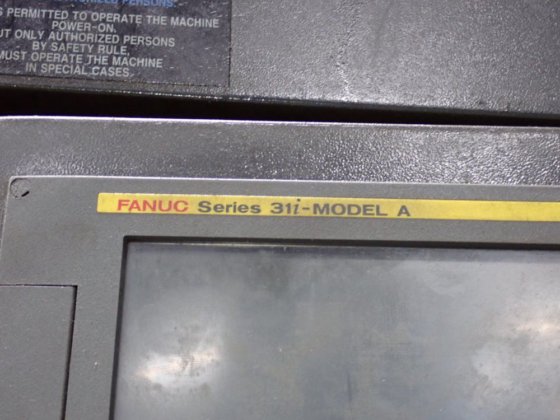 PERSONS.
S PERMITTED TO OPERATE THE MACHINE
POWER-ON.
UT ONLY AUTHORIZED PERSONS
BY SAFETY RULE.
MUST OPERATE THE MACHINE
IN SPECIAL CASES.
FANUC Series 31i-MODEL A